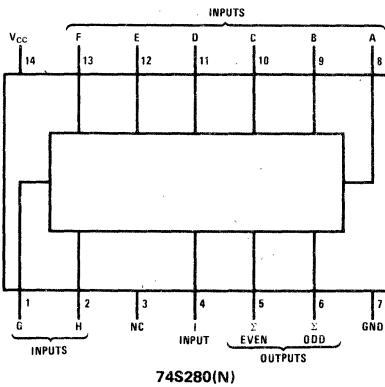 INPUTS
VCC F E D C B A
14 13 12 11 10 9 8
1 2 3 4 5 6 7
G H NC I Σ Σ GND
INPUTS INPUT EVEN ODD
OUTPUTS
74S280(N)